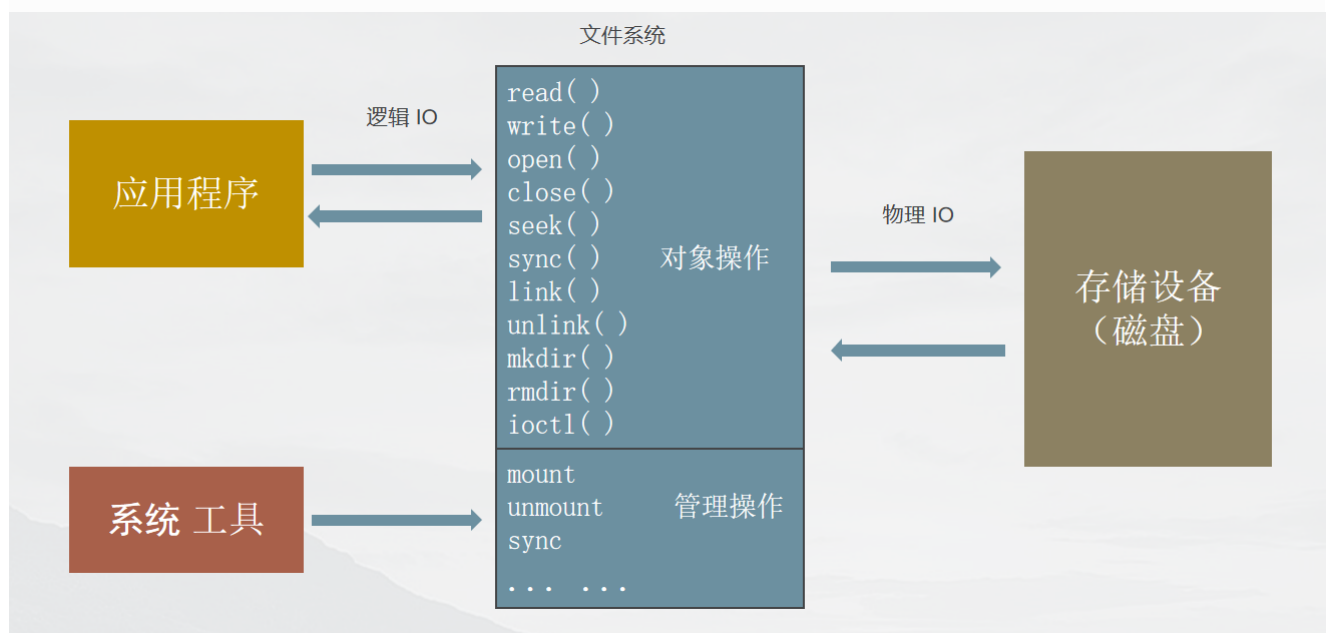 文件系统
逻辑 IO
应用程序
read( )
write( )
open( )
close( )
seek( )
sync( )
link( )
unlink( )
mkdir( )
rmdir( )
ioctl( )
对象操作
物理 IO
存储设备
（磁盘）
系统 工具
mount
unmount
sync
... ...
管理操作